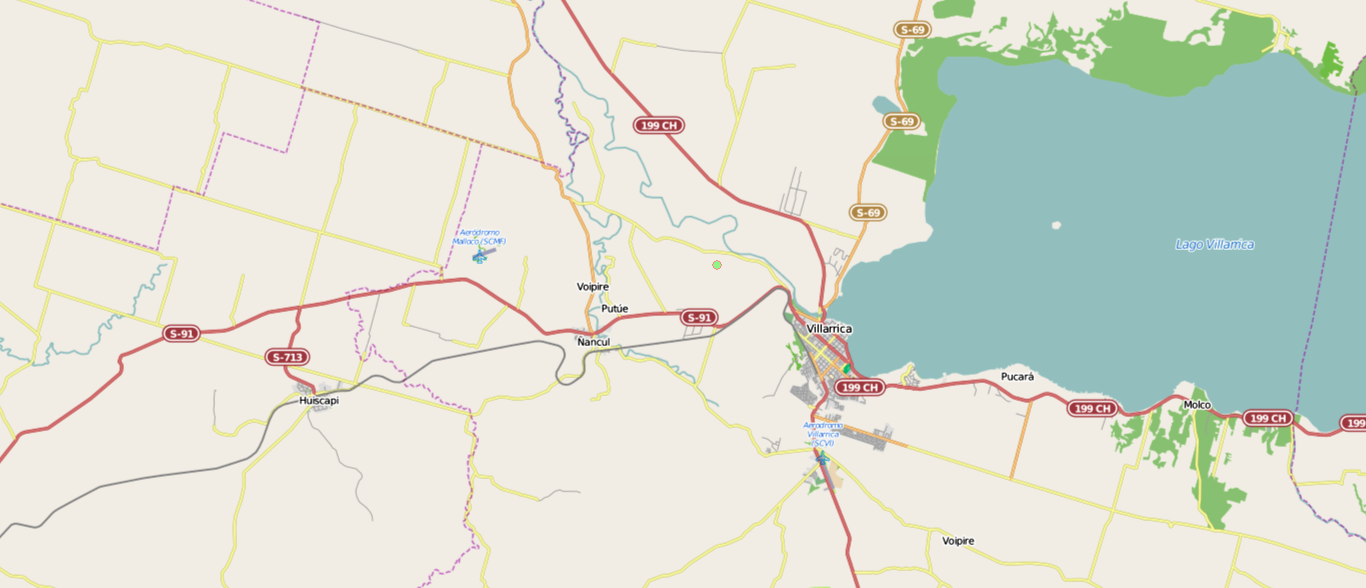 S-69
199 CH
S-69
S-69
Aeródromo
Malloco (SCMF)
Lago Villarrica
Voipire
Putúe
S-91
S-91
Villarrica
Ñancul
S-713
Pucará
199 CH
Huiscapi
Molco
199 CH
199 CH
199
Aeródromo
Villarrica
(SCVI)
Voipire